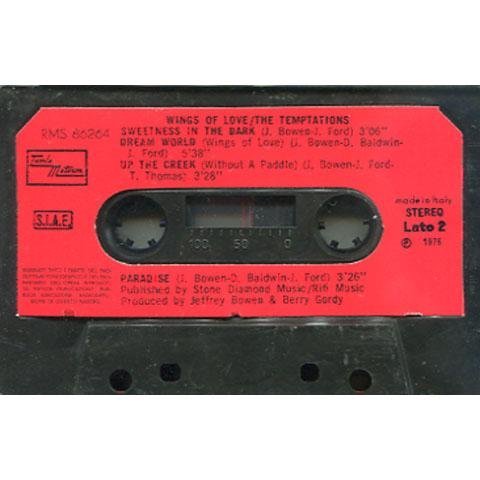 WINGS OF LOVE/THE TEMPTATIONS
RMS 86264
SWEETNESS IN THE DARK (J. Bowen-J. Ford) 3'06"
DREAM WORLD (Wings of Love) (J. Bowen-D. Baldwin-
J. Ford) 5'38"
UP THE CREEK (Without A Paddle) (J. Bowen-J. Ford-
T. Thomas) 3'28"
Tamla
Motown
S.I.A.E.
made in Italy
STEREO
Lato 2
Ⓟ 1976
100 50 0
PARADISE (J. Bowen-D. Baldwin-J. Ford) 3'26"
Published by Stone Diamond Music/Rifi Music
Produced by Jeffrey Bowen & Berry Gordy